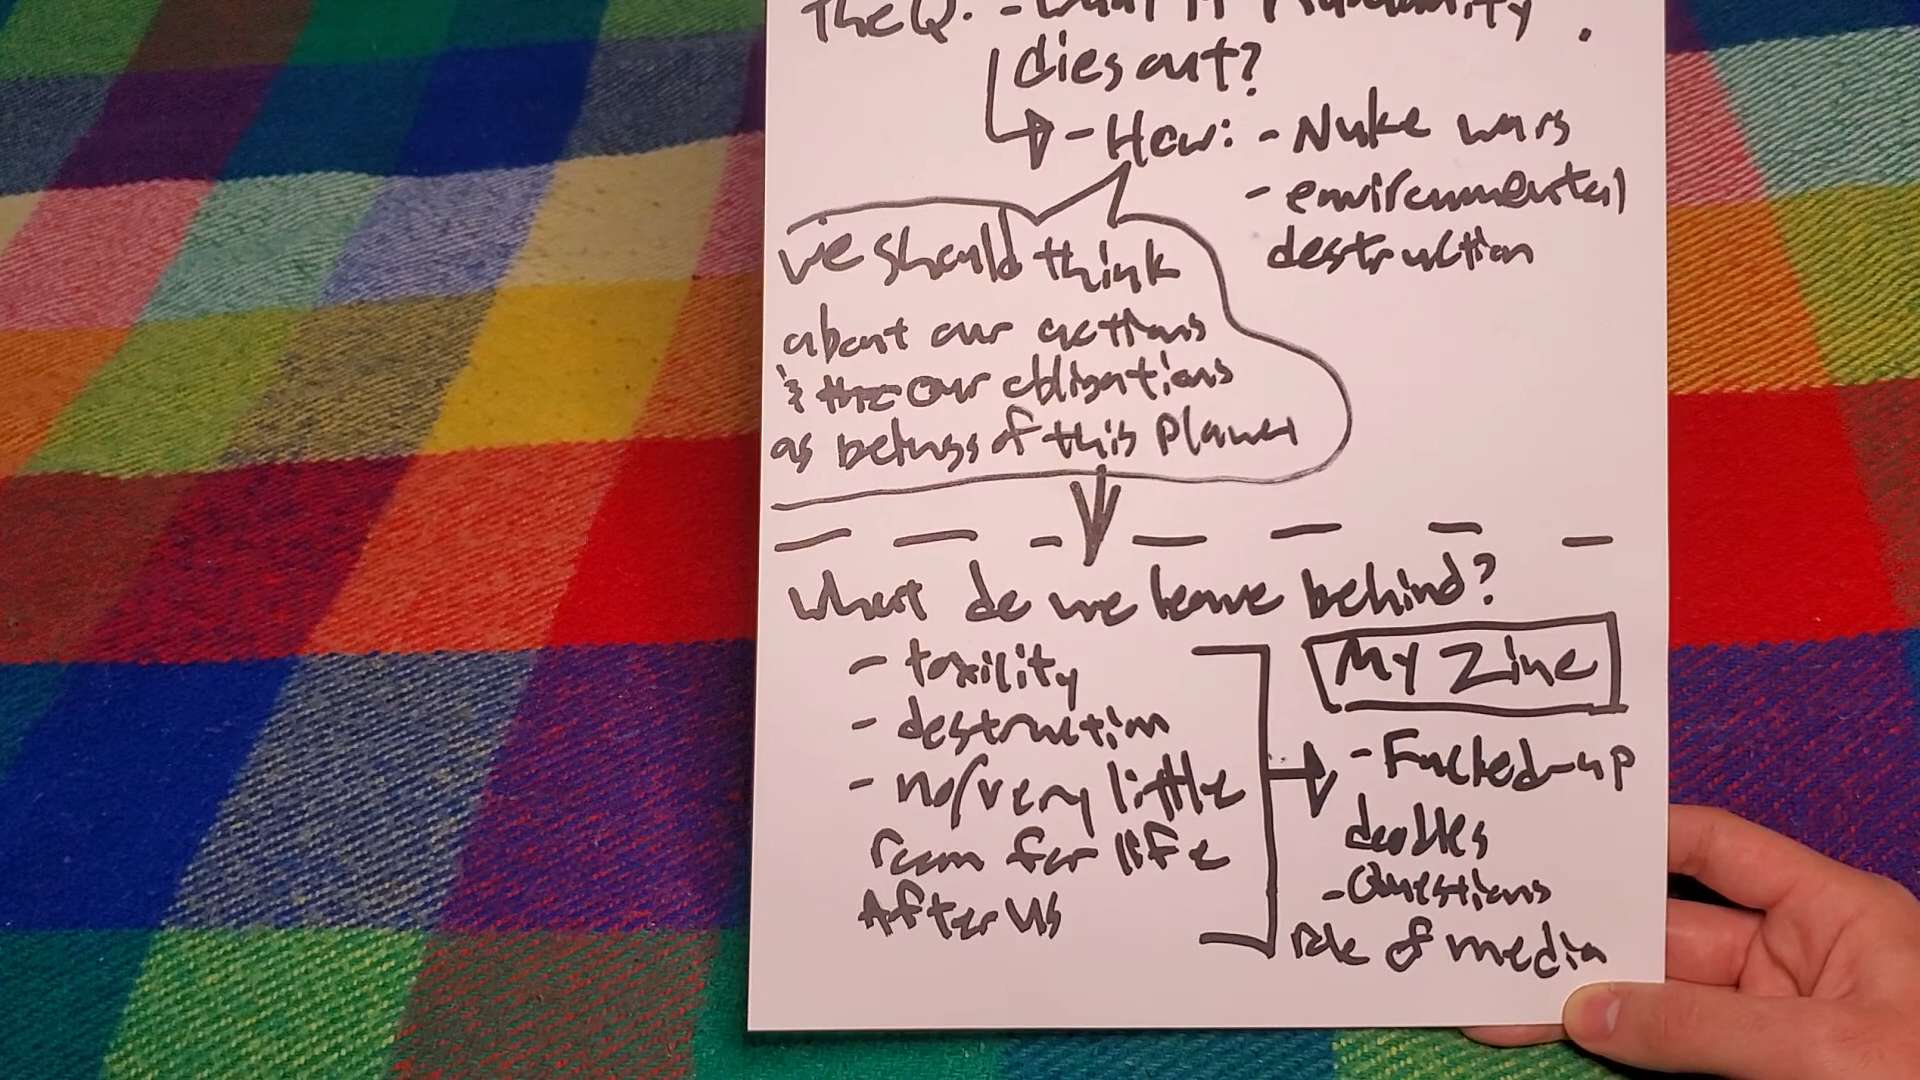 The Q: - What if Humanity
dies out?
- How: - Nuke wars
- environmental
destruction
we should think
about our actions
& the our obligations
as beings of this planet
What do we leave behind?
- toxicity
- destruction
- no/very little
room for life
After us
My Zine
- Fucked-up
doodles
- Questions
role of media